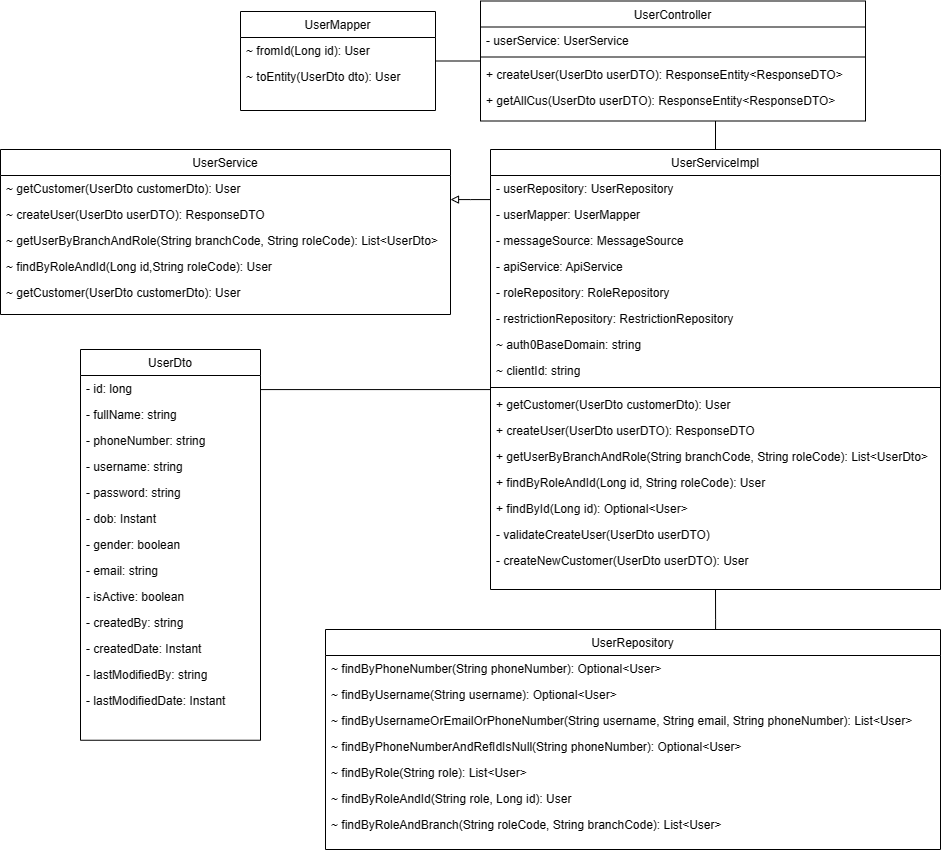 UserMapper
~ fromId(Long id): User
~ toEntity(UserDto dto): User
UserController
- userService: UserService
+ createUser(UserDto userDTO): ResponseEntity<ResponseDTO>
+ getAllCus(UserDto userDTO): ResponseEntity<ResponseDTO>
UserService
~ getCustomer(UserDto customerDto): User
~ createUser(UserDto userDTO): ResponseDTO
~ getUserByBranchAndRole(String branchCode, String roleCode): List<UserDto>
~ findByRoleAndId(Long id,String roleCode): User
~ getCustomer(UserDto customerDto): User
UserServiceImpl
- userRepository: UserRepository
- userMapper: UserMapper
- messageSource: MessageSource
- apiService: ApiService
- roleRepository: RoleRepository
- restrictionRepository: RestrictionRepository
~ auth0BaseDomain: string
~ clientId: string
+ getCustomer(UserDto customerDto): User
+ createUser(UserDto userDTO): ResponseDTO
+ getUserByBranchAndRole(String branchCode, String roleCode): List<UserDto>
+ findByRoleAndId(Long id, String roleCode): User
+ findById(Long id): Optional<User>
- validateCreateUser(UserDto userDTO)
- createNewCustomer(UserDto userDTO): User
UserDto
- id: long
- fullName: string
- phoneNumber: string
- username: string
- password: string
- dob: Instant
- gender: boolean
- email: string
- isActive: boolean
- createdBy: string
- createdDate: Instant
- lastModifiedBy: string
- lastModifiedDate: Instant
UserRepository
~ findByPhoneNumber(String phoneNumber): Optional<User>
~ findByUsername(String username): Optional<User>
~ findByUsernameOrEmailOrPhoneNumber(String username, String email, String phoneNumber): List<User>
~ findByPhoneNumberAndRefIdIsNull(String phoneNumber): Optional<User>
~ findByRole(String role): List<User>
~ findByRoleAndId(String role, Long id): User
~ findByRoleAndBranch(String roleCode, String branchCode): List<User>